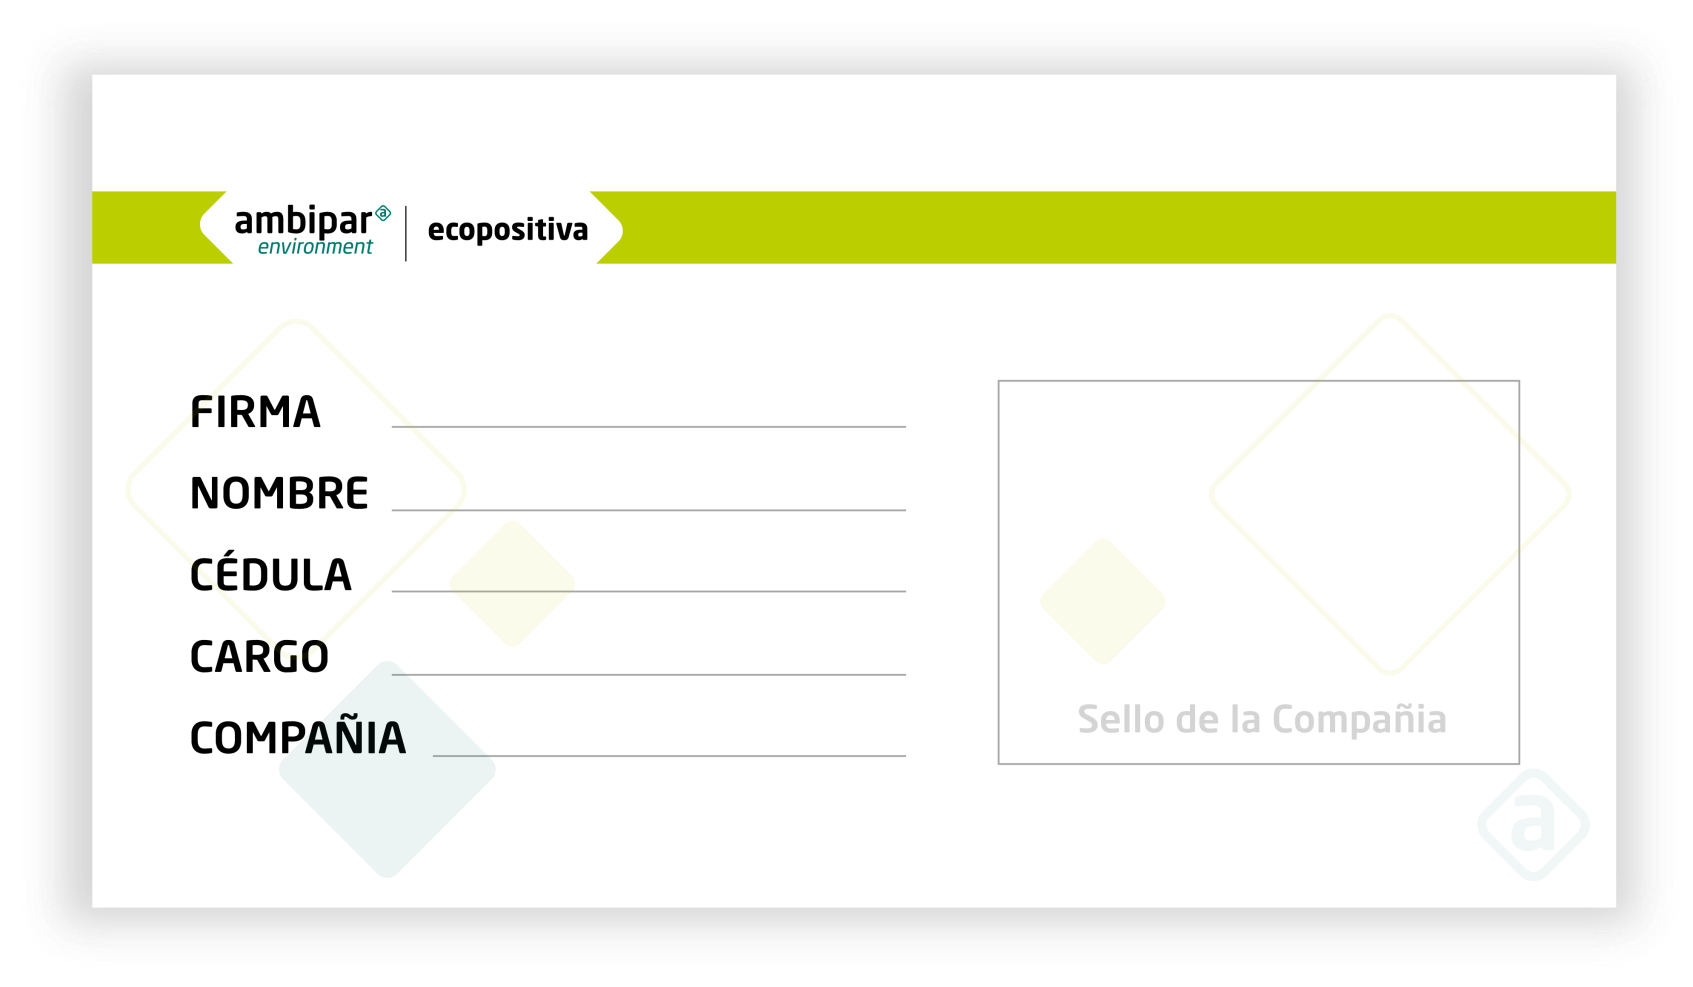 ambipar
environment
ecopositiva
FIRMA
NOMBRE
CÉDULA
CARGO
COMPAÑIA
Sello de la Compañia
a